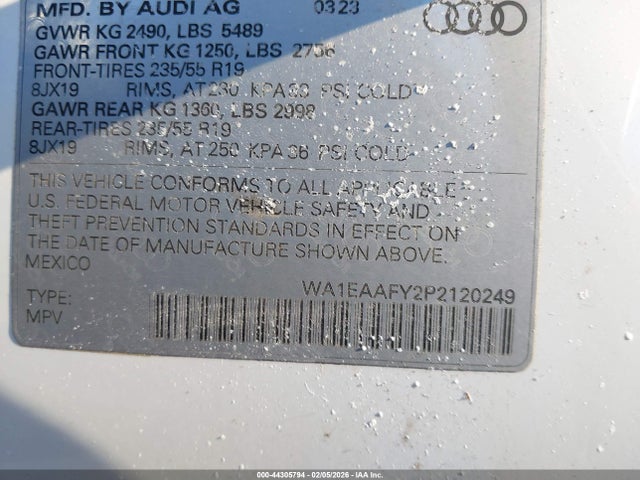 MFD. BY AUDI AG 03 23
GVWR KG 2490, LBS 5489
GAWR FRONT KG 1250, LBS 2756
FRONT-TIRES 235/55 R19
8JX19 RIMS, AT 230 KPA 33 PSI COLD
GAWR REAR KG 1360, LBS 2998
REAR-TIRES 235/55 R19
8JX19 RIMS, AT 250 KPA 36 PSI COLD
THIS VEHICLE CONFORMS TO ALL APPLICABLE
U.S. FEDERAL MOTOR VEHICLE SAFETY AND
THEFT PREVENTION STANDARDS IN EFFECT ON
THE DATE OF MANUFACTURE SHOWN ABOVE.
MEXICO
TYPE: WA1EAAFY2P2120249
MPV
000-44305794 - 02/05/2026 - IAAI.COM